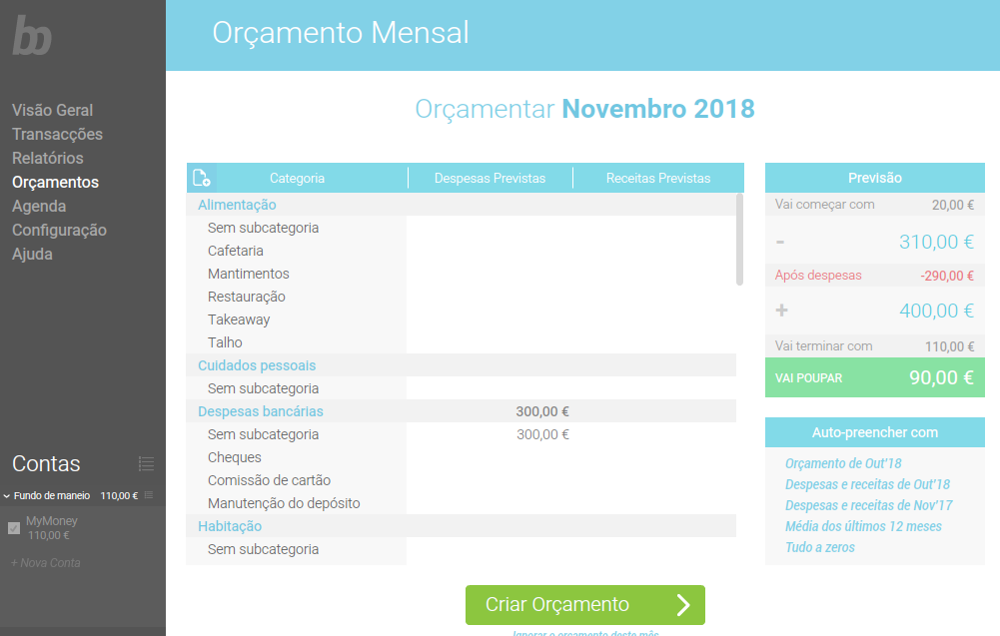 bo
Orçamento Mensal
Visão Geral
Transacções
Relatórios
Orçamentos
Agenda
Configuração
Ajuda
Contas
Fundo de maneio 110,00 €
MyMoney
110,00 €
+ Nova Conta
Orçamentar Novembro 2018
Categoria Despesas Previstas Receitas Previstas
Alimentação
Sem subcategoria
Cafetaria
Mantimentos
Restauração
Takeaway
Talho
Cuidados pessoais
Sem subcategoria
Despesas bancárias 300,00 €
Sem subcategoria 300,00 €
Cheques
Comissão de cartão
Manutenção do depósito
Habitação
Sem subcategoria
Previsão
Vai começar com 20,00 €
- 310,00 €
Após despesas -290,00 €
+ 400,00 €
Vai terminar com 110,00 €
VAI POUPAR 90,00 €
Auto-preencher com
Orçamento de Out'18
Despesas e receitas de Out'18
Despesas e receitas de Nov'17
Média dos últimos 12 meses
Tudo a zeros
Criar Orçamento
Ignorar o orçamento deste mês